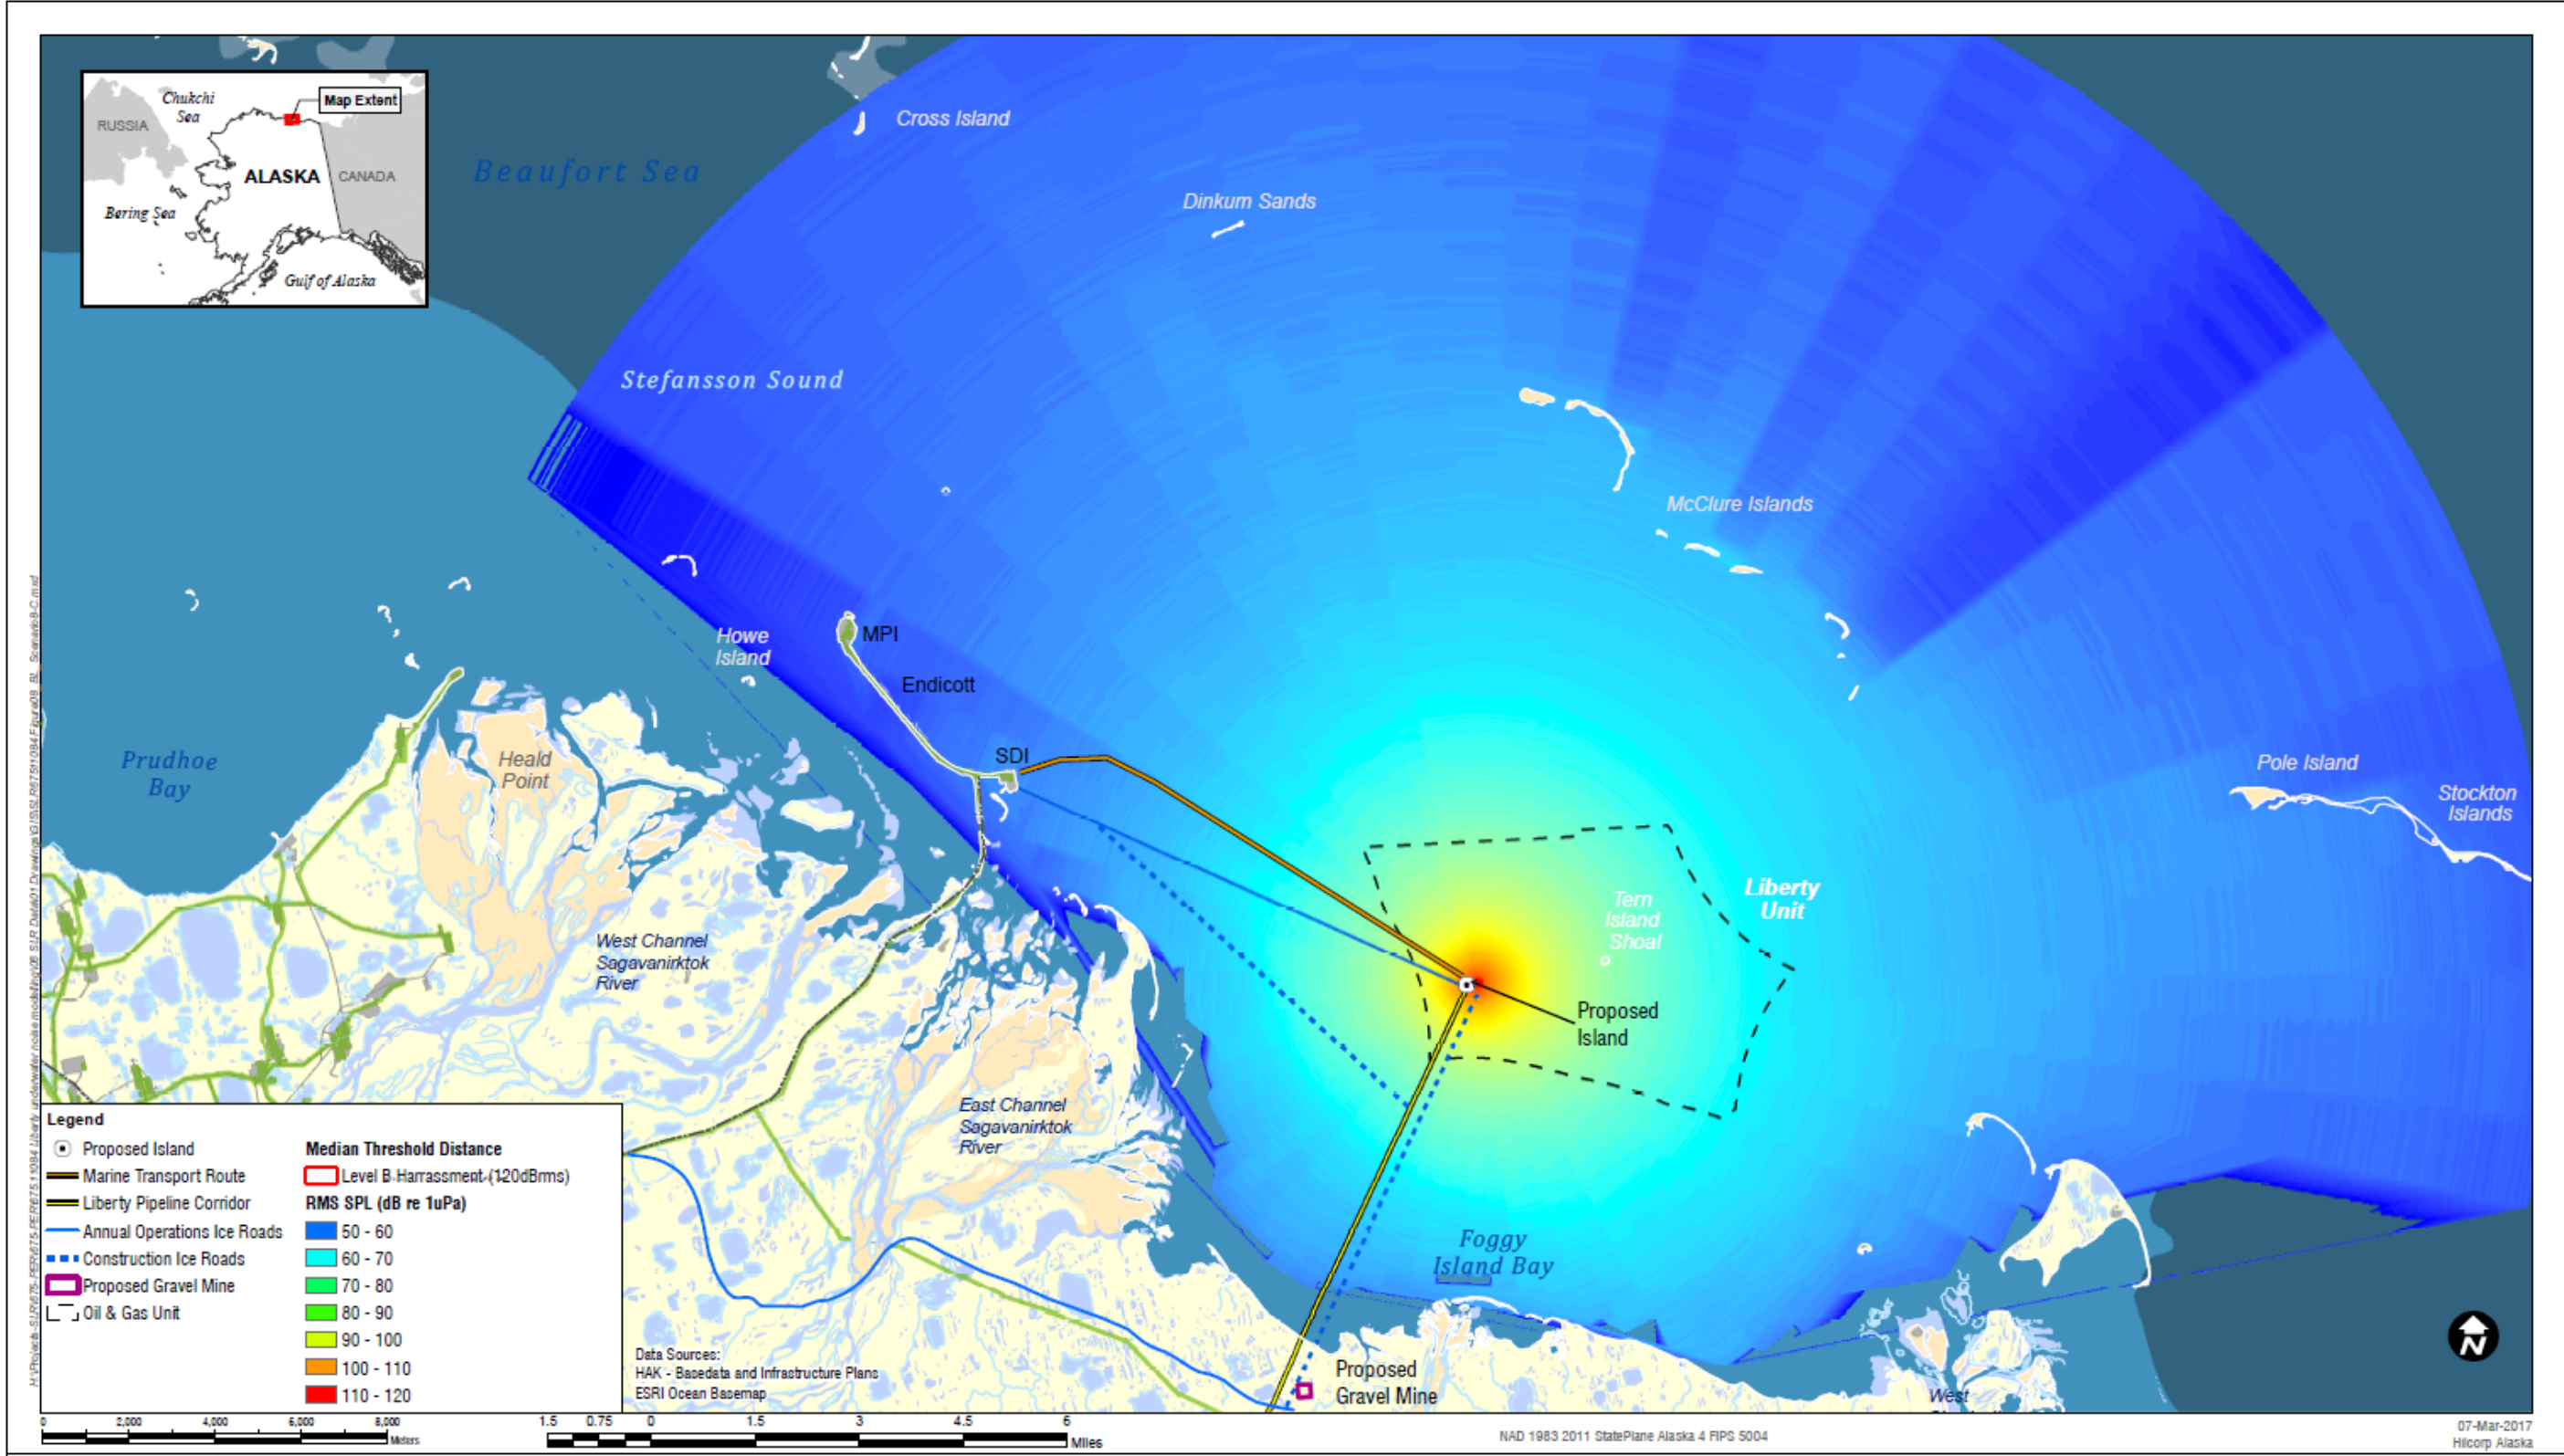 Chukchi
Sea
Map Extent
RUSSIA
ALASKA
CANADA
Bering Sea
Gulf of Alaska
Beaufort Sea
Cross Island
Dinkum Sands
Stefansson Sound
McClure Islands
Howe
Island
MPI
Endicott
SDI
Prudhoe
Bay
Heald
Point
Pole Island
Stockton
Islands
Liberty
Unit
Tern
Island
Shoal
West Channel
Sagavanirktok
River
Proposed
Island
East Channel
Sagavanirktok
River
Foggy
Island Bay
Proposed
Gravel Mine
West
Legend
Proposed Island
Marine Transport Route
Liberty Pipeline Corridor
Annual Operations Ice Roads
Construction Ice Roads
Proposed Gravel Mine
Oil & Gas Unit
Median Threshold Distance
Level B Harrassment (120dBrms)
RMS SPL (dB re 1uPa)
50 - 60
60 - 70
70 - 80
80 - 90
90 - 100
100 - 110
110 - 120
Data Sources:
HAK - Basedata and Infrastructure Plans
ESRI Ocean Basemap
0 2,000 4,000 6,000 8,000
Meters
1.5 0.75 0 1.5 3 4.5 6
Miles
NAD 1983 2011 StatePlane Alaska 4 FIPS 5004
07-Mar-2017
Hilcorp Alaska
N